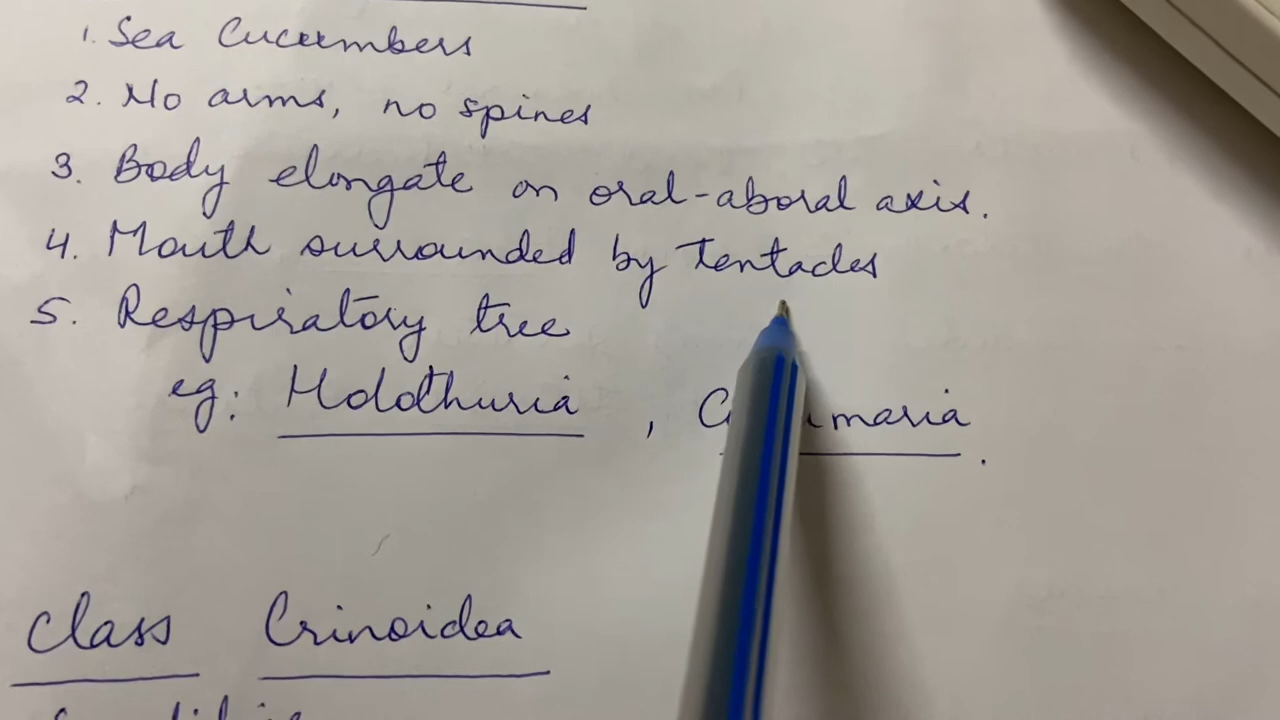 1. Sea Cucumbers
2. No arms, no spines
3. Body elongate on oral-aboral axis.
4. Mouth surrounded by Tentacles
5. Respiratory tree
eg: Holothuria , .
Class Crinoidea